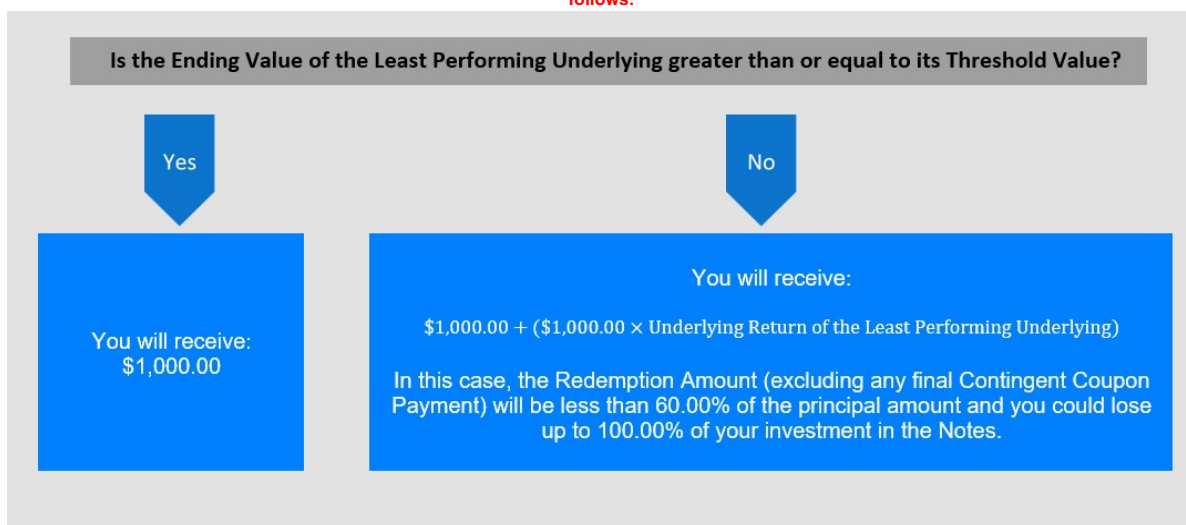 follows:
Is the Ending Value of the Least Performing Underlying greater than or equal to its Threshold Value?
Yes
No
You will receive:
$1,000.00
You will receive:
$1,000.00 + ($1,000.00 × Underlying Return of the Least Performing Underlying)
In this case, the Redemption Amount (excluding any final Contingent Coupon
Payment) will be less than 60.00% of the principal amount and you could lose
up to 100.00% of your investment in the Notes.